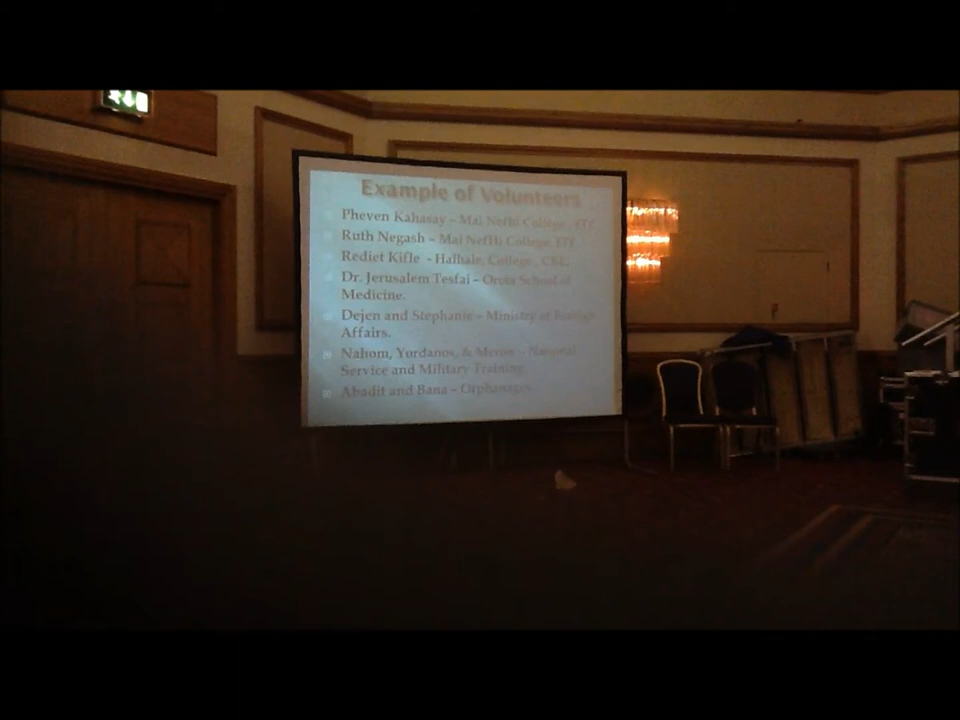 Example of Volunteers
Pheven Kahasay – Mai Nefhi College,
Ruth Negash – Mai Nefhi College,
Rediet Kifle - Halhale, College, CBE.
Dr. Jerusalem Tesfai – Orota School of
Medicine.
Dejen and Stephanie – Ministry of Foreign
Affairs.
Nahom, Yordanos, & Meron – National
Service and Military Training.
Abadit and Bana – Orphanages